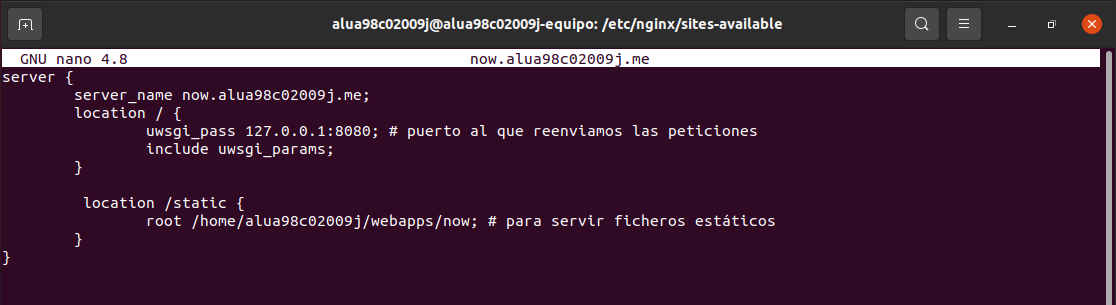 alua98c02009j@alua98c02009j-equipo: /etc/nginx/sites-available
GNU nano 4.8 now.alua98c02009j.me
server {
        server_name now.alua98c02009j.me;
        location / {
                uwsgi_pass 127.0.0.1:8080; # puerto al que reenviamos las peticiones
                include uwsgi_params;
        }
         location /static {
                root /home/alua98c02009j/webapps/now; # para servir ficheros estáticos
        }
}